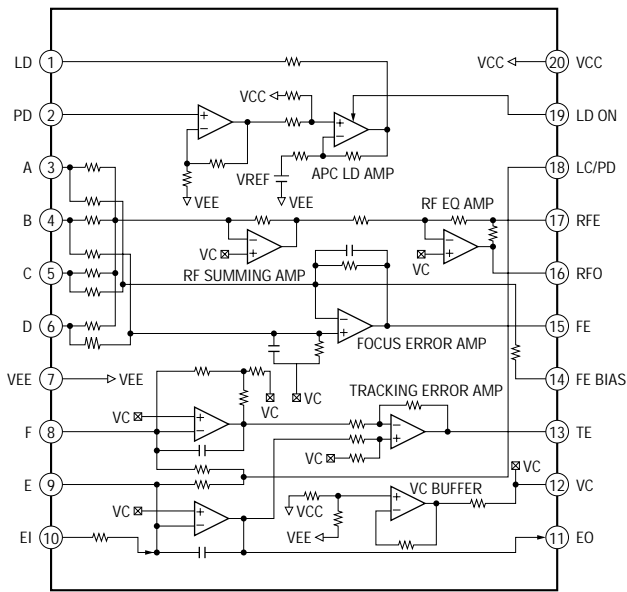 LD 1
VCC
20 VCC
PD 2
VCC
19 LD ON
A 3
APC LD AMP
18 LC/PD
VREF
VEE
VEE
RF EQ AMP
B 4
17 RFE
VC
VC
C 5
RF SUMMING AMP
16 RFO
D 6
FOCUS ERROR AMP
15 FE
VEE 7
VEE
14 FE BIAS
VC
VC
TRACKING ERROR AMP
VC
F 8
13 TE
VC
VC
E 9
VC BUFFER
12 VC
VC
VCC
VEE
EI 10
11 EO
+
−
+
−
−
+
−
+
−
+
+
−
−
+
+
−
+
−